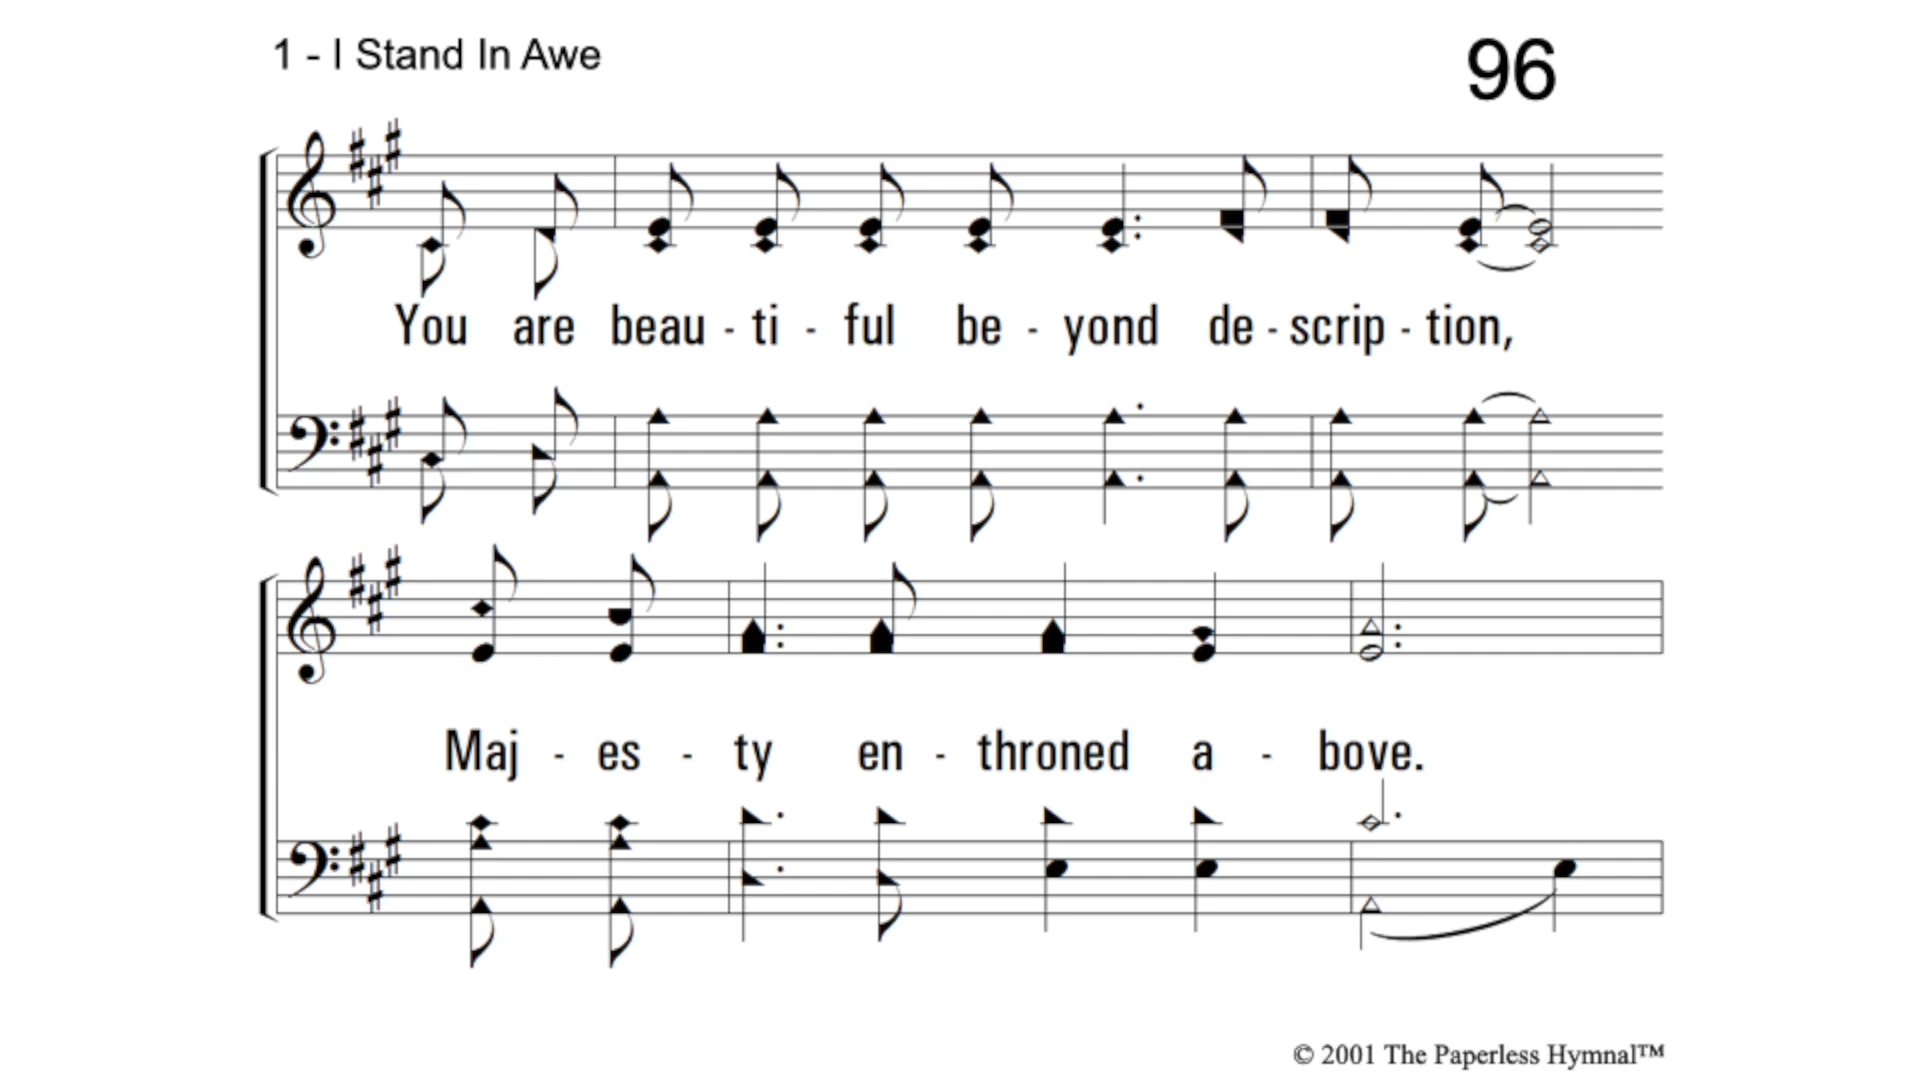 1 - I Stand In Awe
96
You are beau - ti - ful be - yond de - scrip - tion,
Maj - es - ty en - throned a - bove.
© 2001 The Paperless Hymnal™